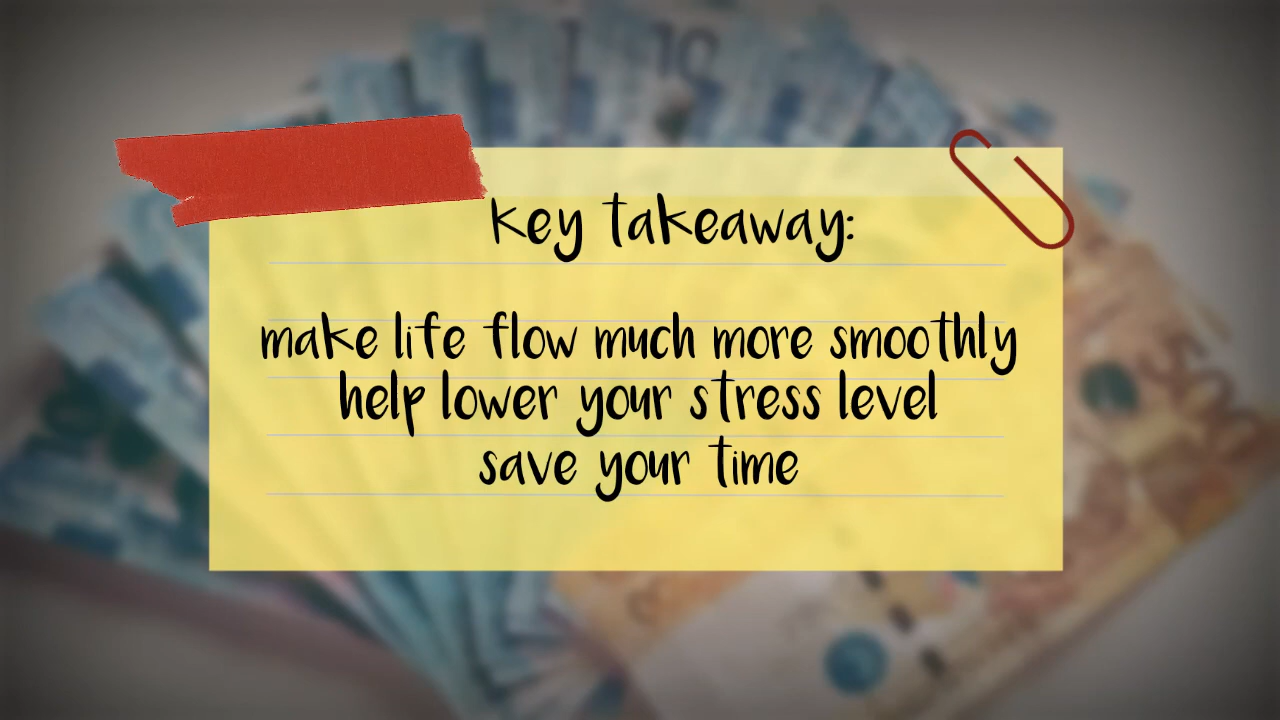 key takeaway:
make life flow much more smoothly
help lower your stress level
save your time